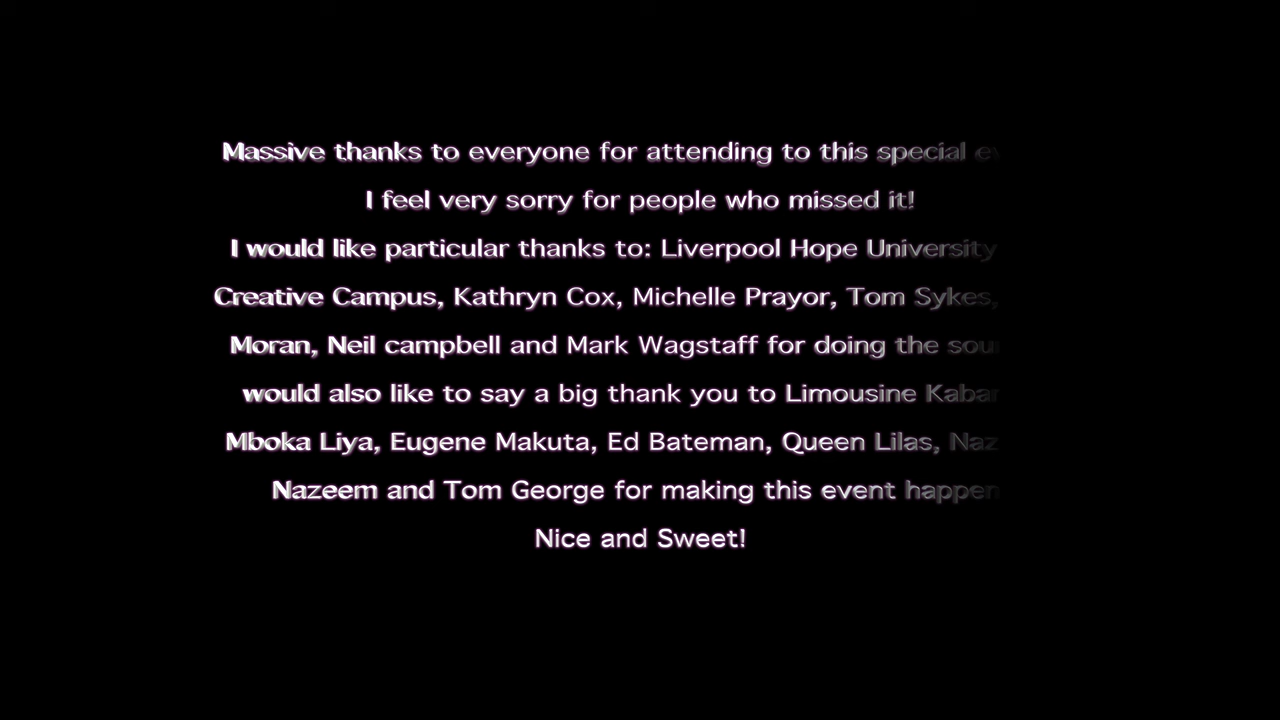 Massive thanks to everyone for attending to this special
I feel very sorry for people who missed it!
I would like particular thanks to: Liverpool Hope University
Creative Campus, Kathryn Cox, Michelle Prayor, Tom Sykes,
Moran, Neil campbell and Mark Wagstaff for doing the
would also like to say a big thank you to Limousine
Mboka Liya, Eugene Makuta, Ed Bateman, Queen Lilas,
Nazeem and Tom George for making this event happen
Nice and Sweet!